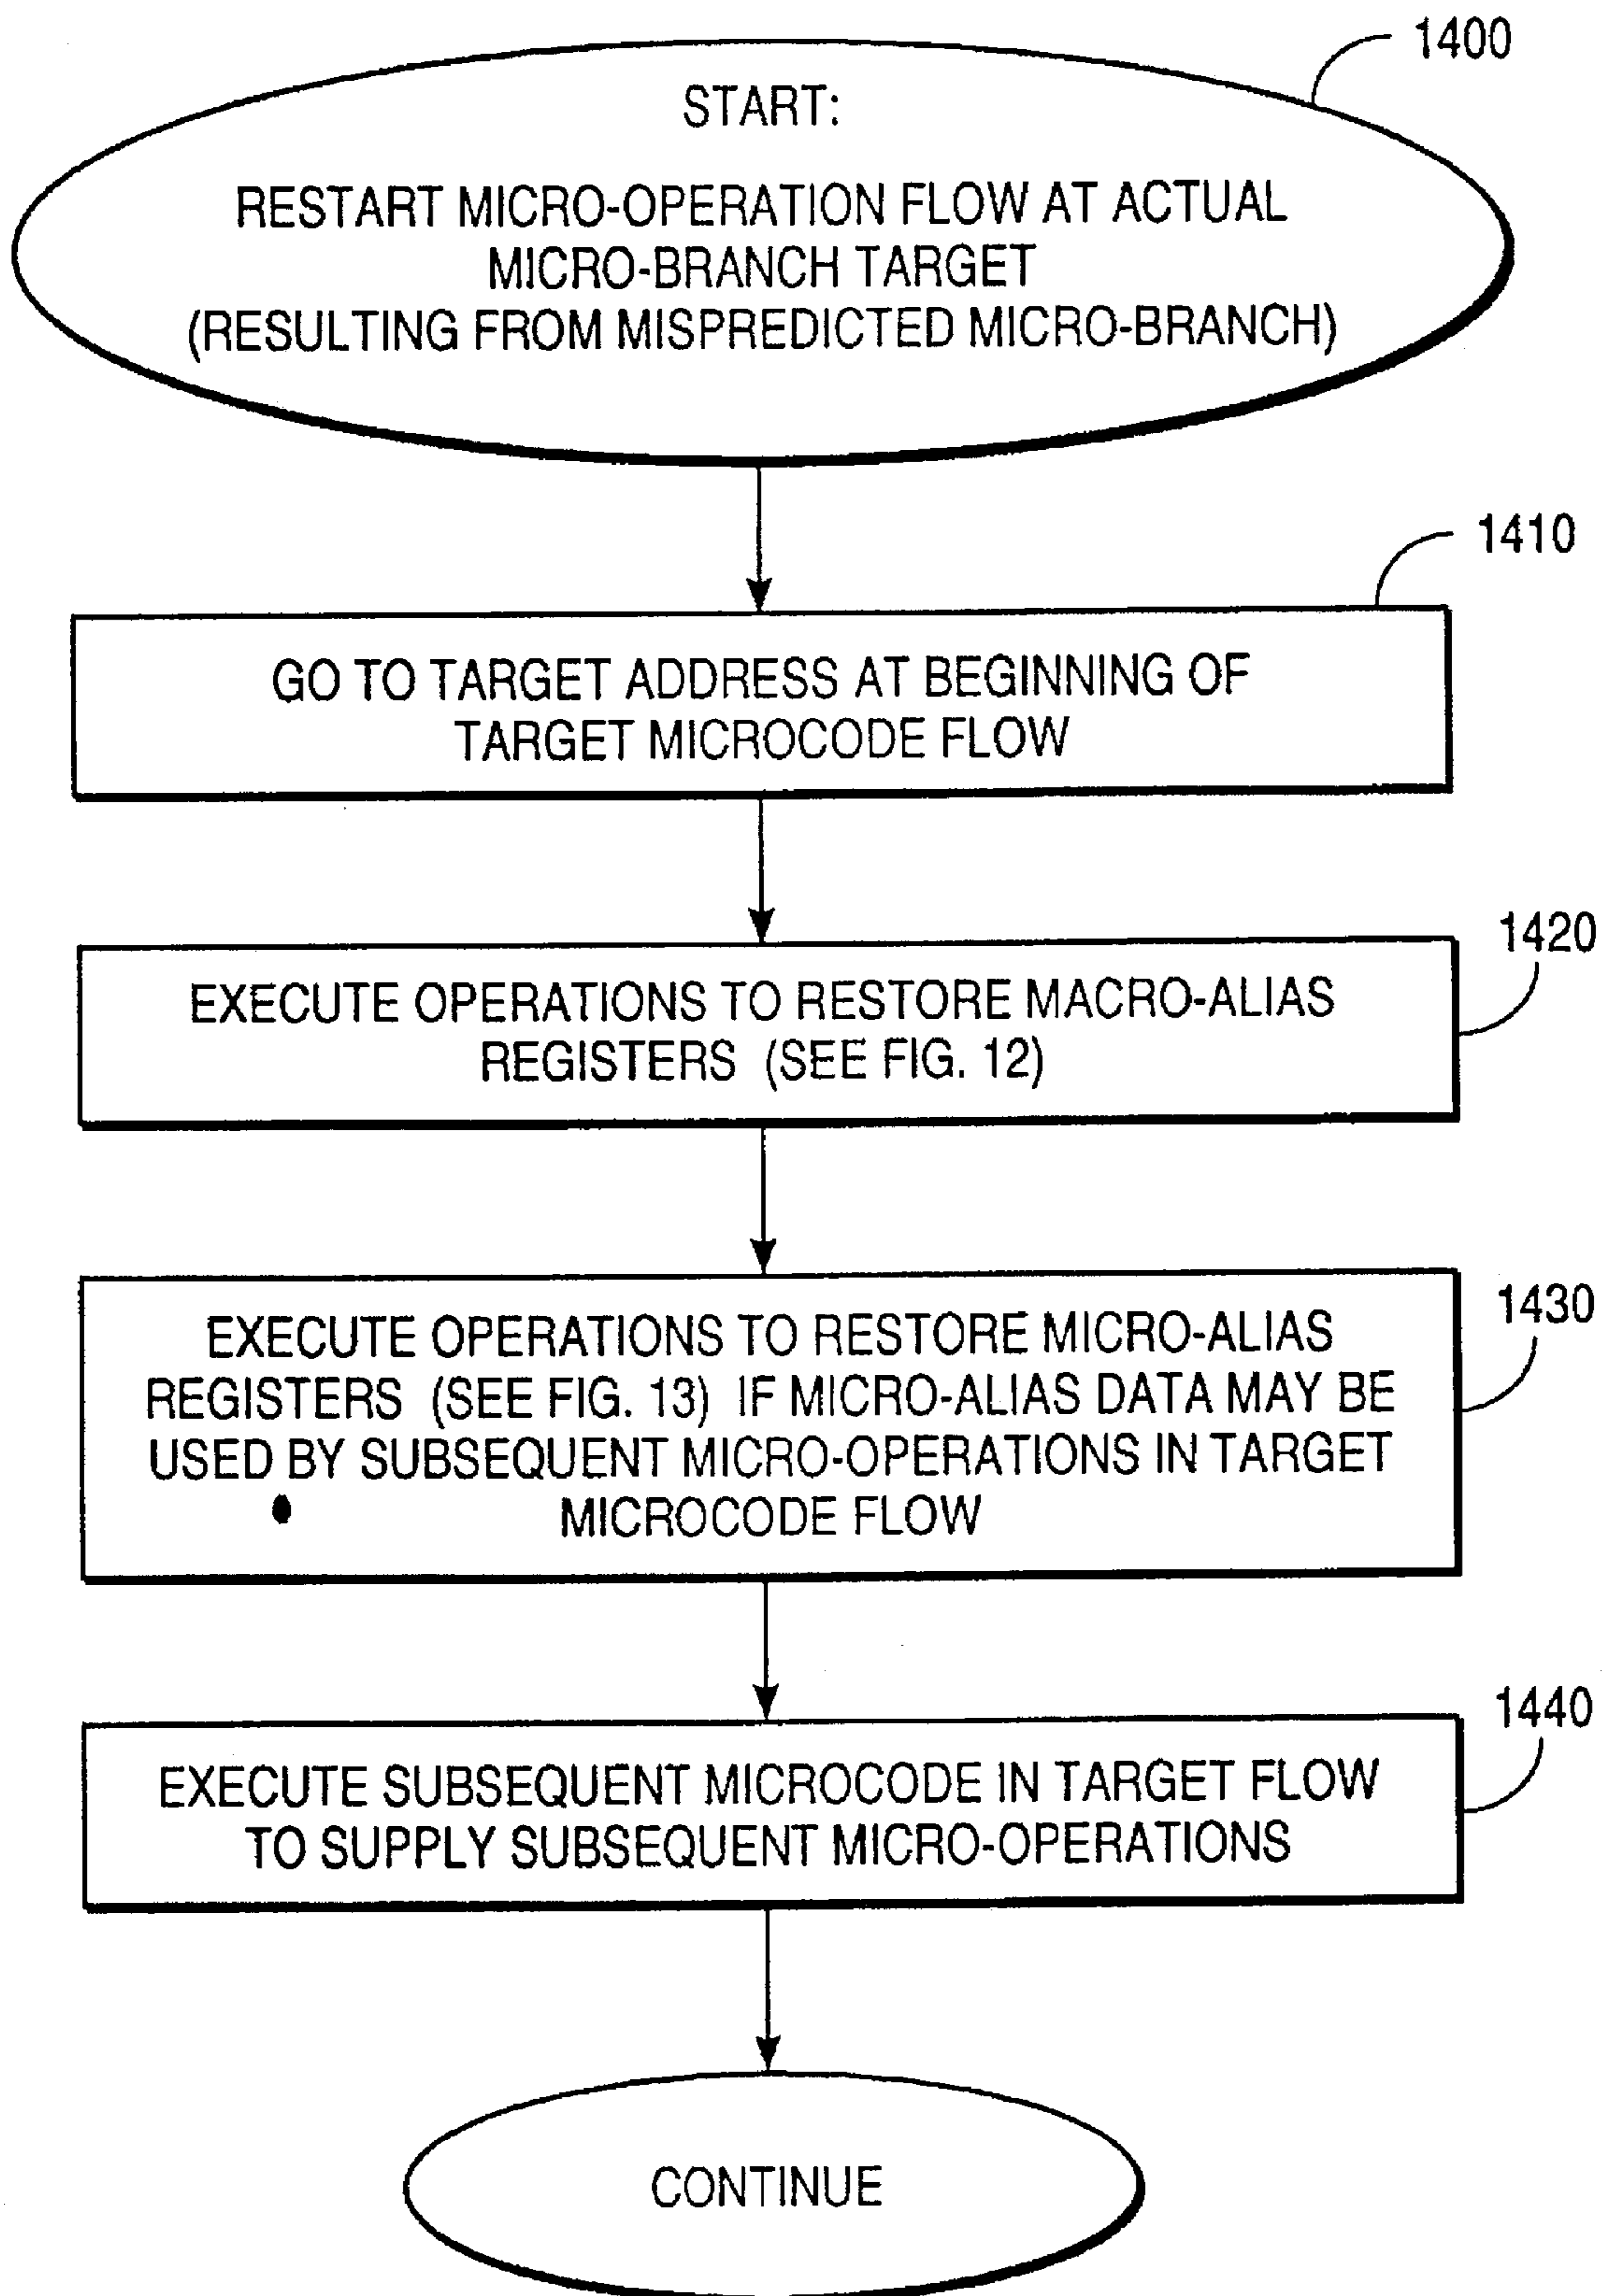 1400
START:
RESTART MICRO-OPERATION FLOW AT ACTUAL
MICRO-BRANCH TARGET
(RESULTING FROM MISPREDICTED MICRO-BRANCH)
1410
GO TO TARGET ADDRESS AT BEGINNING OF
TARGET MICROCODE FLOW
1420
EXECUTE OPERATIONS TO RESTORE MACRO-ALIAS
REGISTERS (SEE FIG. 12)
1430
EXECUTE OPERATIONS TO RESTORE MICRO-ALIAS
REGISTERS (SEE FIG. 13) IF MICRO-ALIAS DATA MAY BE
USED BY SUBSEQUENT MICRO-OPERATIONS IN TARGET
MICROCODE FLOW
1440
EXECUTE SUBSEQUENT MICROCODE IN TARGET FLOW
TO SUPPLY SUBSEQUENT MICRO-OPERATIONS
CONTINUE